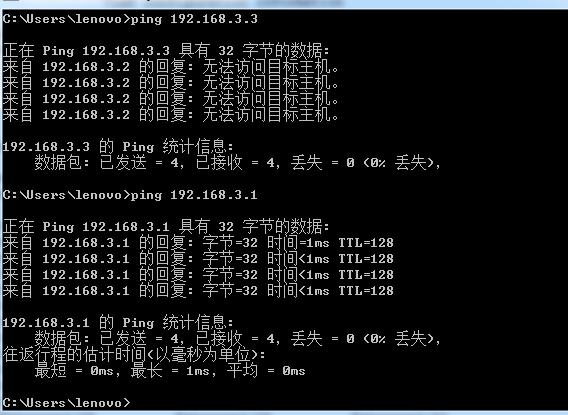 C:\Users\lenovo>ping 192.168.3.3
正在 Ping 192.168.3.3 具有 32 字节的数据:
来自 192.168.3.2 的回复: 无法访问目标主机。
来自 192.168.3.2 的回复: 无法访问目标主机。
来自 192.168.3.2 的回复: 无法访问目标主机。
来自 192.168.3.2 的回复: 无法访问目标主机。
192.168.3.3 的 Ping 统计信息:
数据包: 已发送 = 4, 已接收 = 4, 丢失 = 0 (0% 丢失),
C:\Users\lenovo>ping 192.168.3.1
正在 Ping 192.168.3.1 具有 32 字节的数据:
来自 192.168.3.1 的回复: 字节=32 时间=1ms TTL=128
来自 192.168.3.1 的回复: 字节=32 时间<1ms TTL=128
来自 192.168.3.1 的回复: 字节=32 时间<1ms TTL=128
来自 192.168.3.1 的回复: 字节=32 时间<1ms TTL=128
192.168.3.1 的 Ping 统计信息:
数据包: 已发送 = 4, 已接收 = 4, 丢失 = 0 (0% 丢失),
往返行程的估计时间(以毫秒为单位):
最短 = 0ms, 最长 = 1ms, 平均 = 0ms
C:\Users\lenovo>